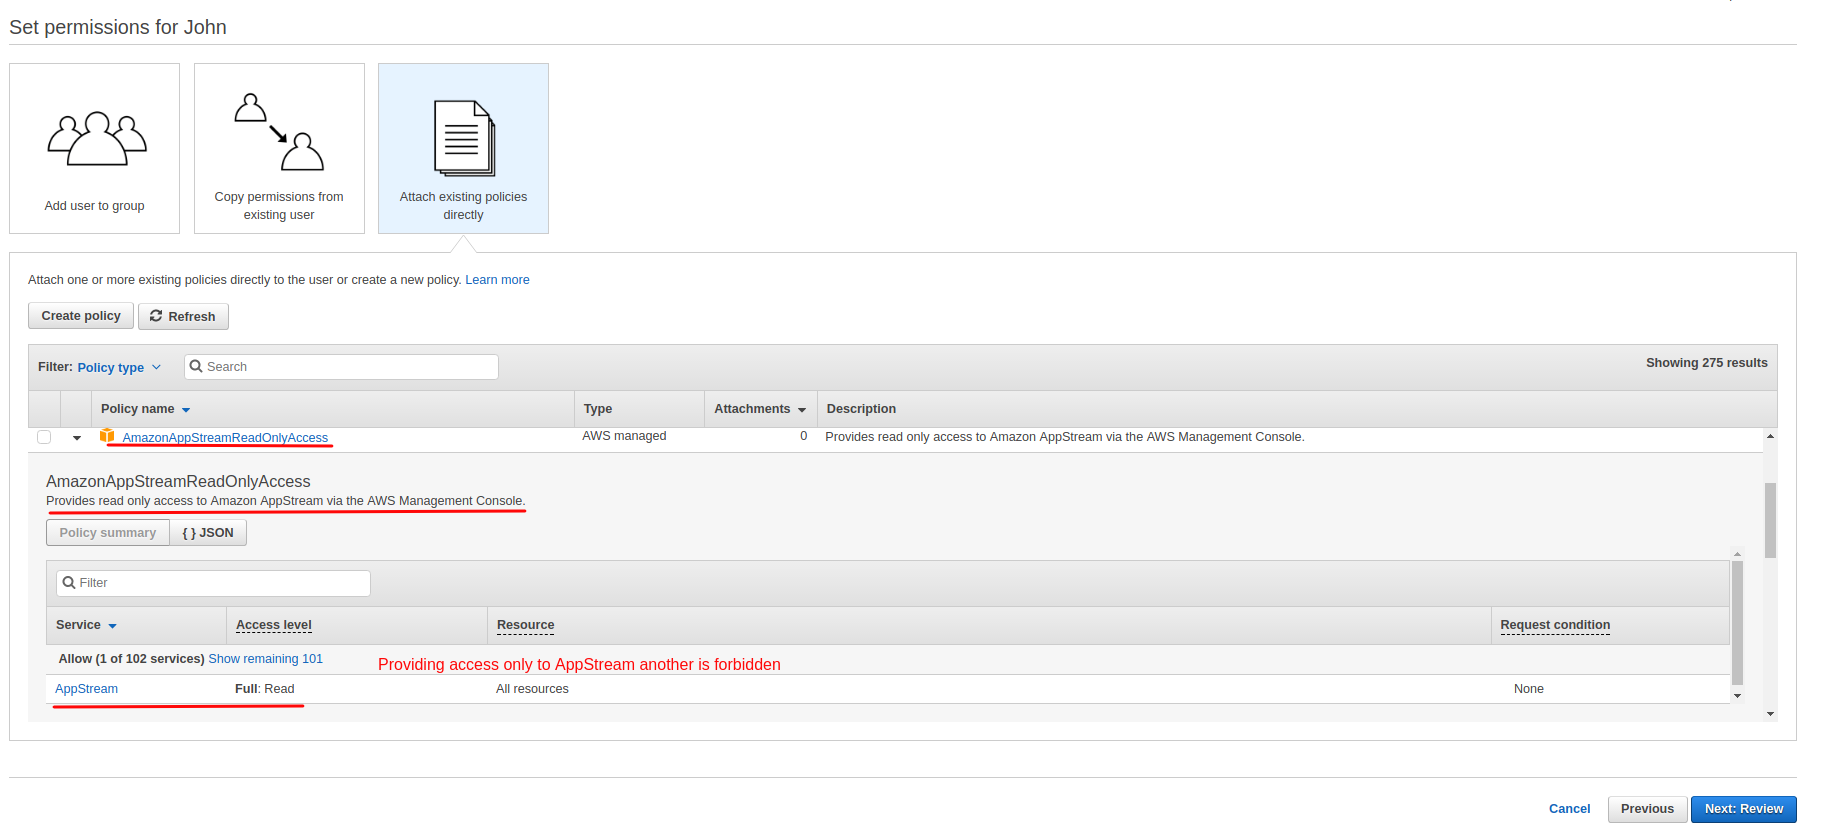 Set permissions for John
Add user to group
Copy permissions from
existing user
Attach existing policies
directly
Attach one or more existing policies directly to the user or create a new policy. Learn more
Create policy
Refresh
Filter: Policy type
Search
Showing 275 results
Policy name
Type
Attachments
Description
AmazonAppStreamReadOnlyAccess
AWS managed
0
Provides read only access to Amazon AppStream via the AWS Management Console.
AmazonAppStreamReadOnlyAccess
Provides read only access to Amazon AppStream via the AWS Management Console.
Policy summary
{ } JSON
Filter
Service
Access level
Resource
Request condition
Allow (1 of 102 services) Show remaining 101
Providing access only to AppStream another is forbidden
AppStream
Full: Read
All resources
None
Cancel
Previous
Next: Review